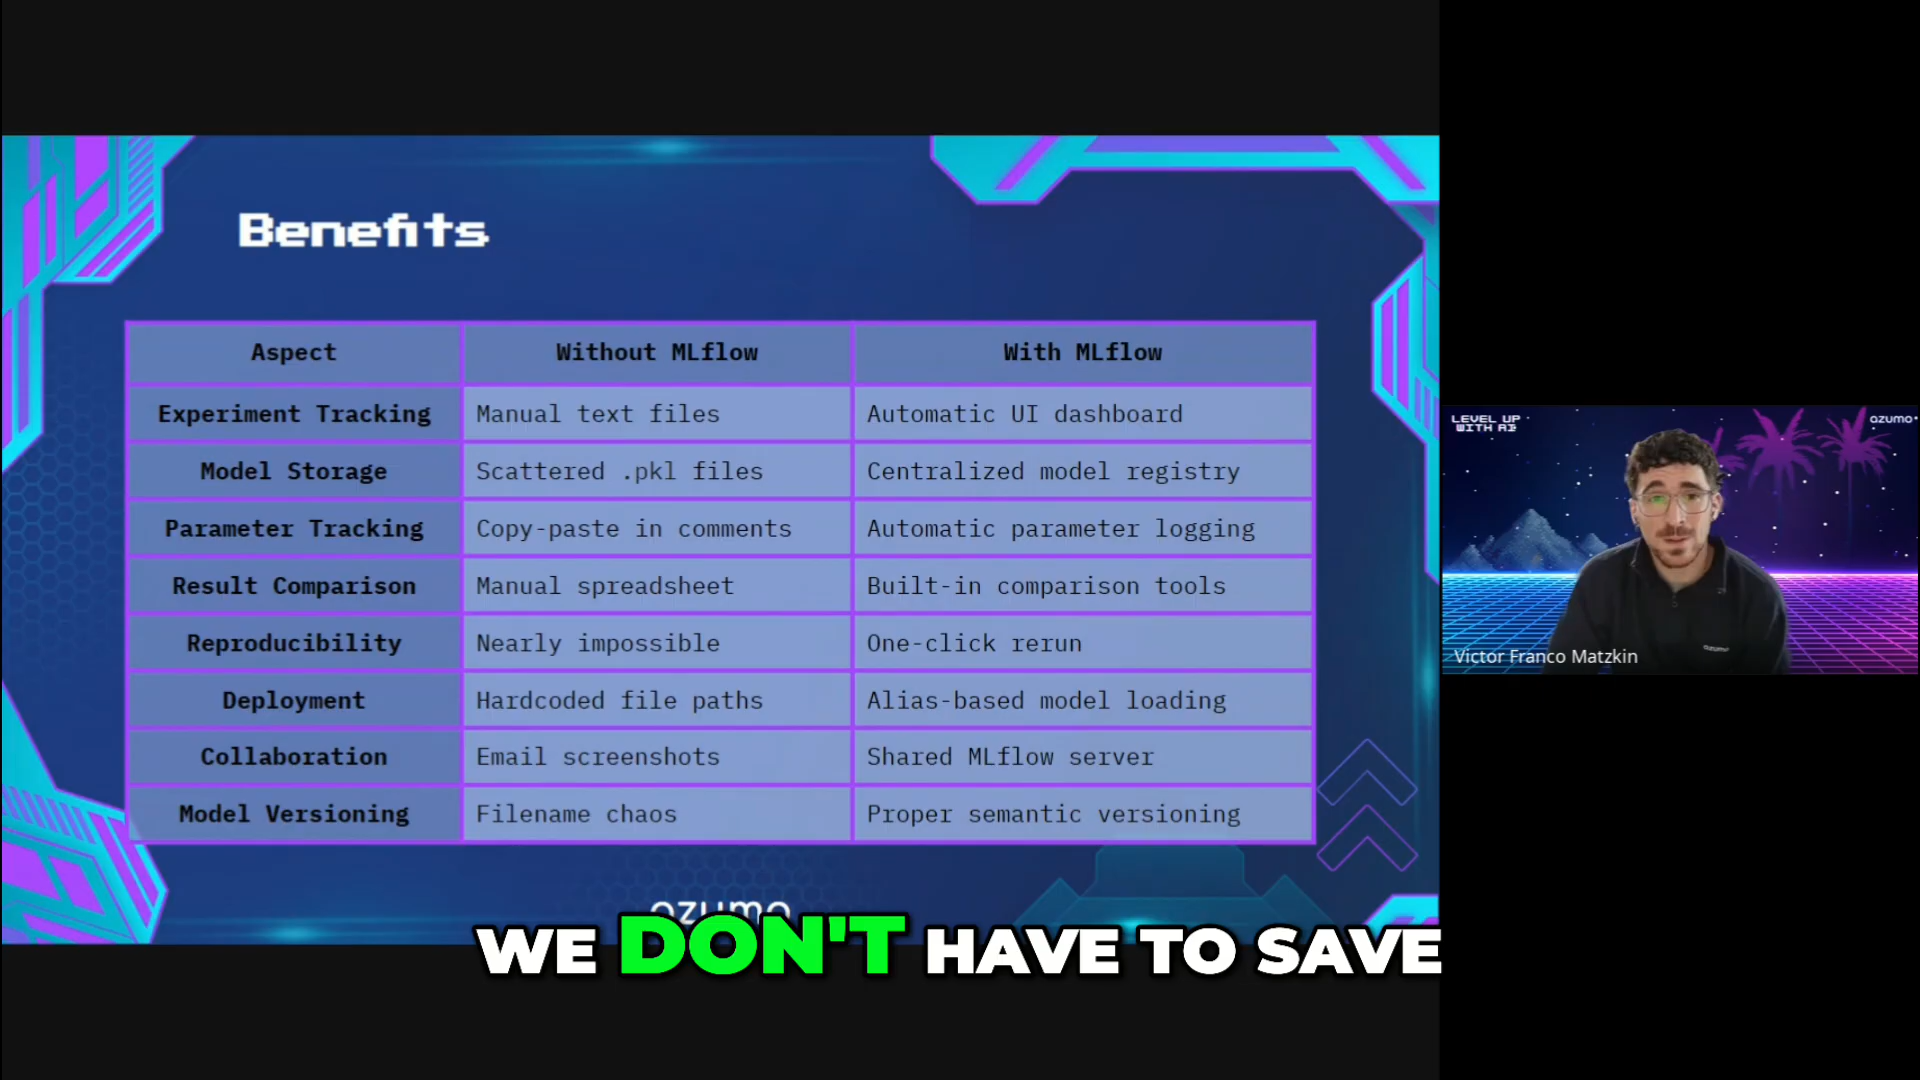 Benefits
Aspect Without MLflow With MLflow
Experiment Tracking Manual text files Automatic UI dashboard
Model Storage Scattered .pkl files Centralized model registry
Parameter Tracking Copy-paste in comments Automatic parameter logging
Result Comparison Manual spreadsheet Built-in comparison tools
Reproducibility Nearly impossible One-click rerun
Deployment Hardcoded file paths Alias-based model loading
Collaboration Email screenshots Shared MLflow server
Model Versioning Filename chaos Proper semantic versioning
azumo
WE DON'T HAVE TO SAVE
LEVEL UP
WITH AI
azumo
azumo
Victor Franco Matzkin